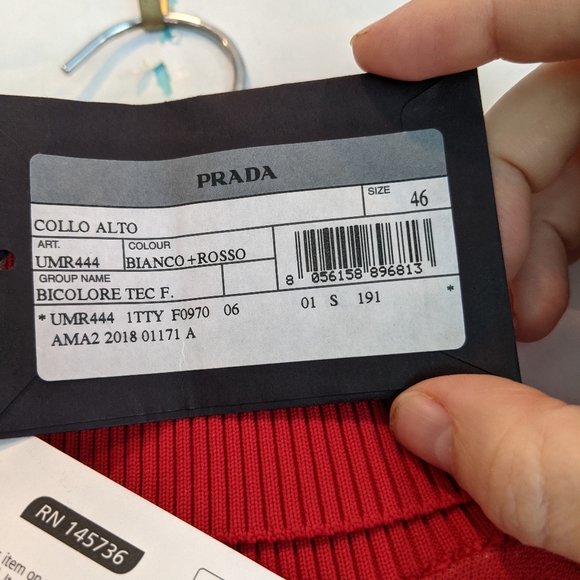 PRADA
SIZE
COLLO ALTO 46
ART. COLOUR
UMR444 BIANCO+ROSSO
GROUP NAME
BICOLORE TEC F.
8 056158 896813
* UMR444 1TTY F0970 06 01 S 191 *
AMA2 2018 01171 A
RN 145736
item on